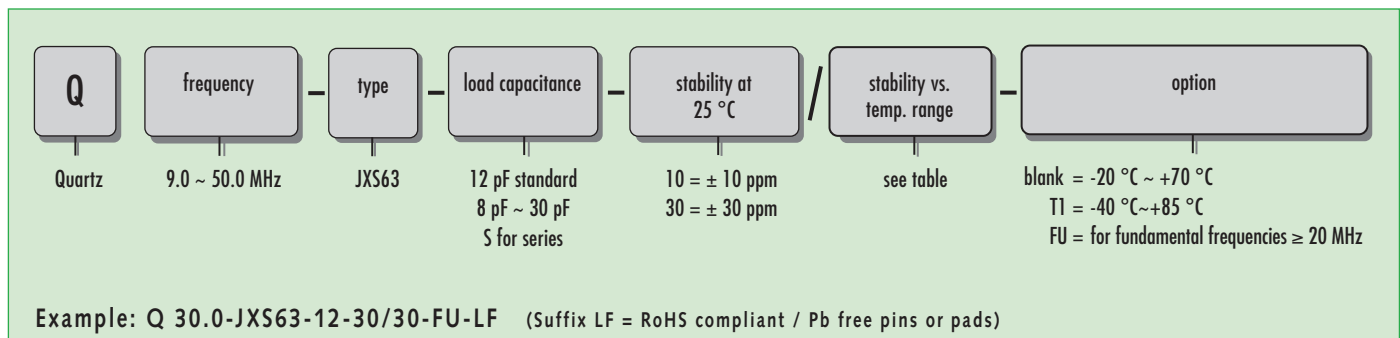 Q
frequency
–
type
–
load capacitance
–
stability at
25 °C
/
stability vs.
temp. range
–
option
Quartz
9.0 ~ 50.0 MHz
JXS63
12 pF standard
8 pF ~ 30 pF
S for series
10 = ± 10 ppm
30 = ± 30 ppm
see table
blank = -20 °C ~ +70 °C
T1 = -40 °C~+85 °C
FU = for fundamental frequencies ≥ 20 MHz
Example: Q 30.0-JXS63-12-30/30-FU-LF (Suffix LF = RoHS compliant / Pb free pins or pads)